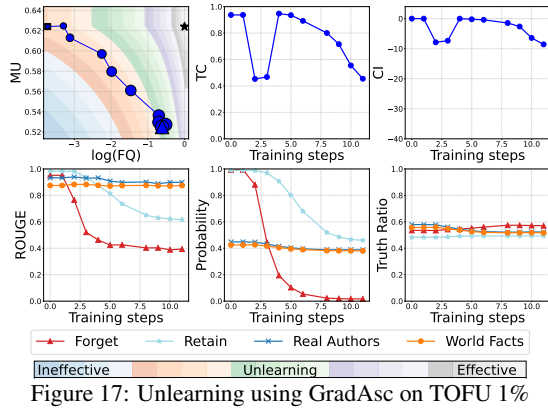 0.64
0.62
0.60
0.58
0.56
0.54
0.52
MU
−3 −2 −1 0
log(FQ)
1.0
0.8
0.6
0.4
0.2
0.0
TC
0.0 2.5 5.0 7.5 10.0
Training steps
0
−10
−20
−30
−40
CI
0.0 2.5 5.0 7.5 10.0
Training steps
1.0
0.8
0.6
0.4
0.2
0.0
ROUGE
0.0 2.5 5.0 7.5 10.0
Training steps
1.0
0.8
0.6
0.4
0.2
0.0
Probability
0.0 2.5 5.0 7.5 10.0
Training steps
1.0
0.8
0.6
0.4
0.2
0.0
Truth Ratio
0.0 2.5 5.0 7.5 10.0
Training steps
Forget Retain Real Authors World Facts
Ineffective Unlearning Effective
Figure 17: Unlearning using GradAsc on TOFU 1%